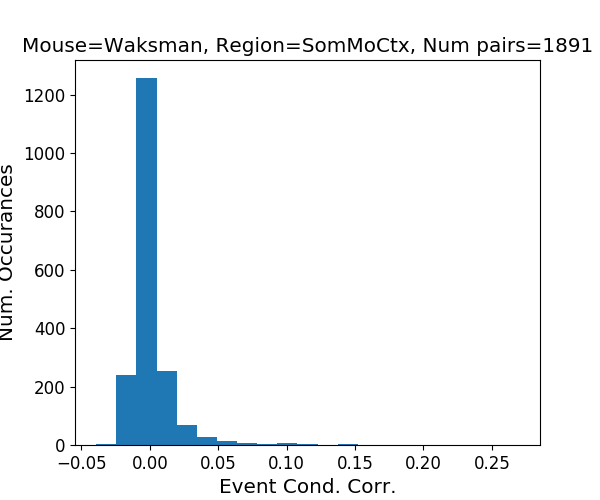 Mouse=Waksman, Region=SomMoCtx, Num pairs=1891
Num. Occurances
1200
1000
800
600
400
200
0
−0.05 0.00 0.05 0.10 0.15 0.20 0.25
Event Cond. Corr.